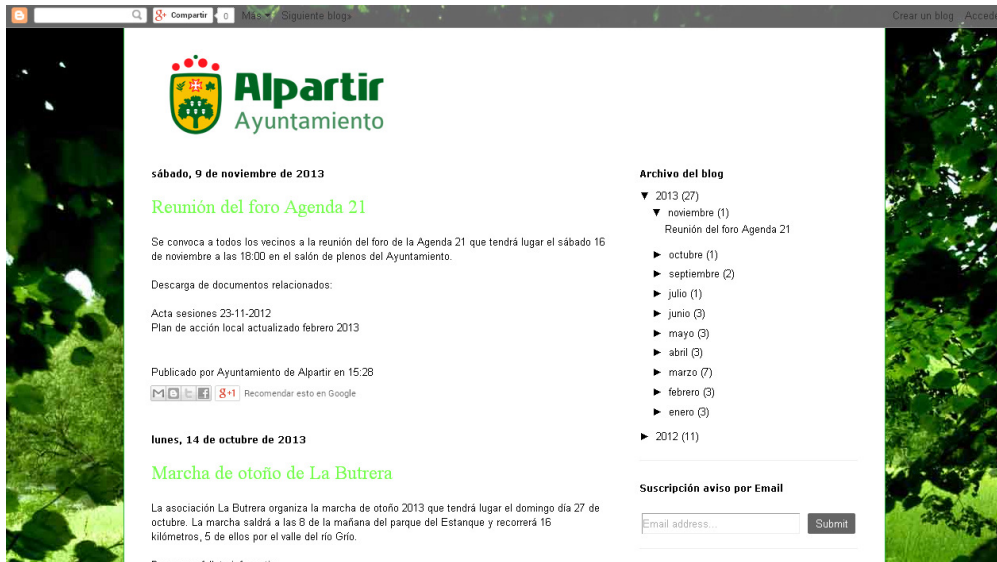 Compartir 0 Más Siguiente blog» Crear un blog Accede
Alpartir
Ayuntamiento
sábado, 9 de noviembre de 2013
Reunión del foro Agenda 21
Se convoca a todos los vecinos a la reunión del foro de la Agenda 21 que tendrá lugar el sábado 16
de noviembre a las 18:00 en el salón de plenos del Ayuntamiento.
Descarga de documentos relacionados:
Acta sesiones 23-11-2012
Plan de acción local actualizado febrero 2013
Publicado por Ayuntamiento de Alpartir en 15:28
+1 Recomendar esto en Google
lunes, 14 de octubre de 2013
Marcha de otoño de La Butrera
La asociación La Butrera organiza la marcha de otoño 2013 que tendrá lugar el domingo día 27 de
octubre. La marcha saldrá a las 8 de la mañana del parque del Estanque y recorrerá 16
kilómetros, 5 de ellos por el valle del río Grío.
Archivo del blog
▼ 2013 (27)
▼ noviembre (1)
Reunión del foro Agenda 21
► octubre (1)
► septiembre (2)
► julio (1)
► junio (3)
► mayo (3)
► abril (3)
► marzo (7)
► febrero (3)
► enero (3)
► 2012 (11)
Suscripción aviso por Email
Email address... Submit